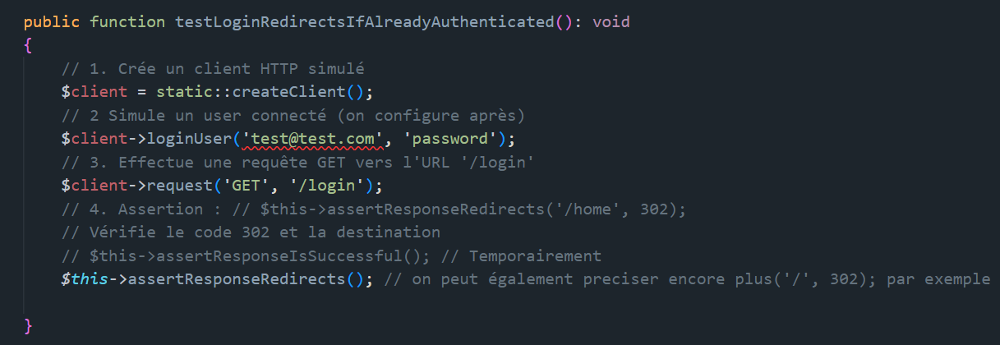 public function testLoginRedirectsIfAlreadyAuthenticated(): void
{
// 1. Crée un client HTTP simulé
$client = static::createClient();
// 2 Simule un user connecté (on configure après)
$client->loginUser('test@test.com', 'password');
// 3. Effectue une requête GET vers l'URL '/login'
$client->request('GET', '/login');
// 4. Assertion : // $this->assertResponseRedirects('/home', 302);
// Vérifie le code 302 et la destination
// $this->assertResponseIsSuccessful(); // Temporairement
$this->assertResponseRedirects(); // on peut également preciser encore plus('/', 302); par exemple
}